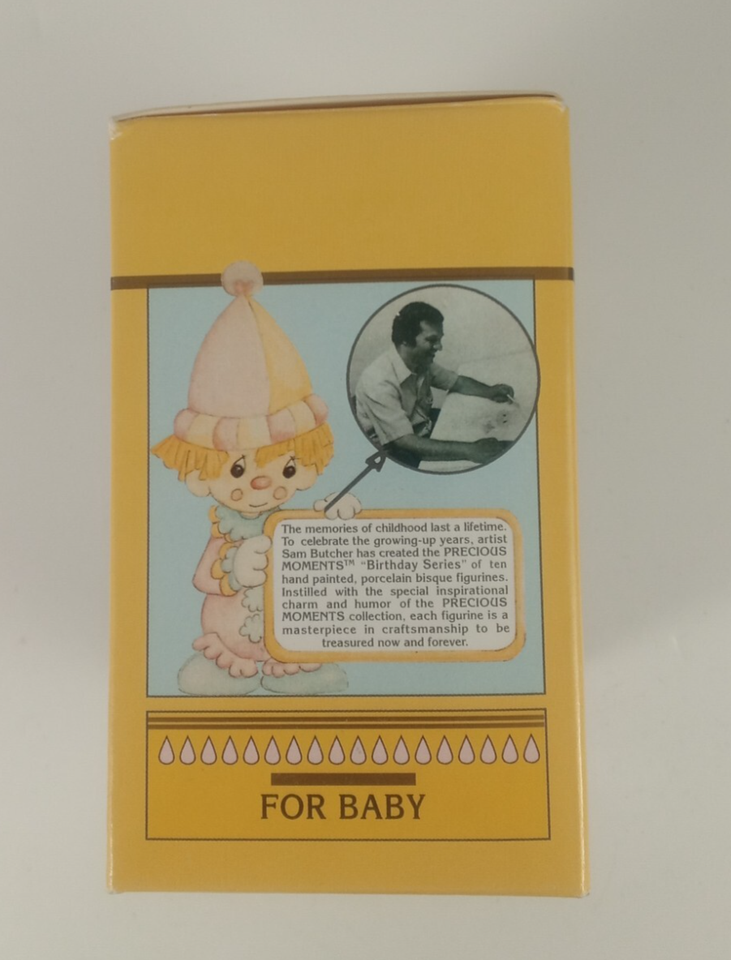 The memories of childhood last a lifetime.
To celebrate the growing-up years, artist
Sam Butcher has created the PRECIOUS
MOMENTS™ "Birthday Series" of ten
hand painted, porcelain bisque figurines.
Instilled with the special inspirational
charm and humor of the PRECIOUS
MOMENTS collection, each figurine is a
masterpiece in craftsmanship to be
treasured now and forever.
FOR BABY